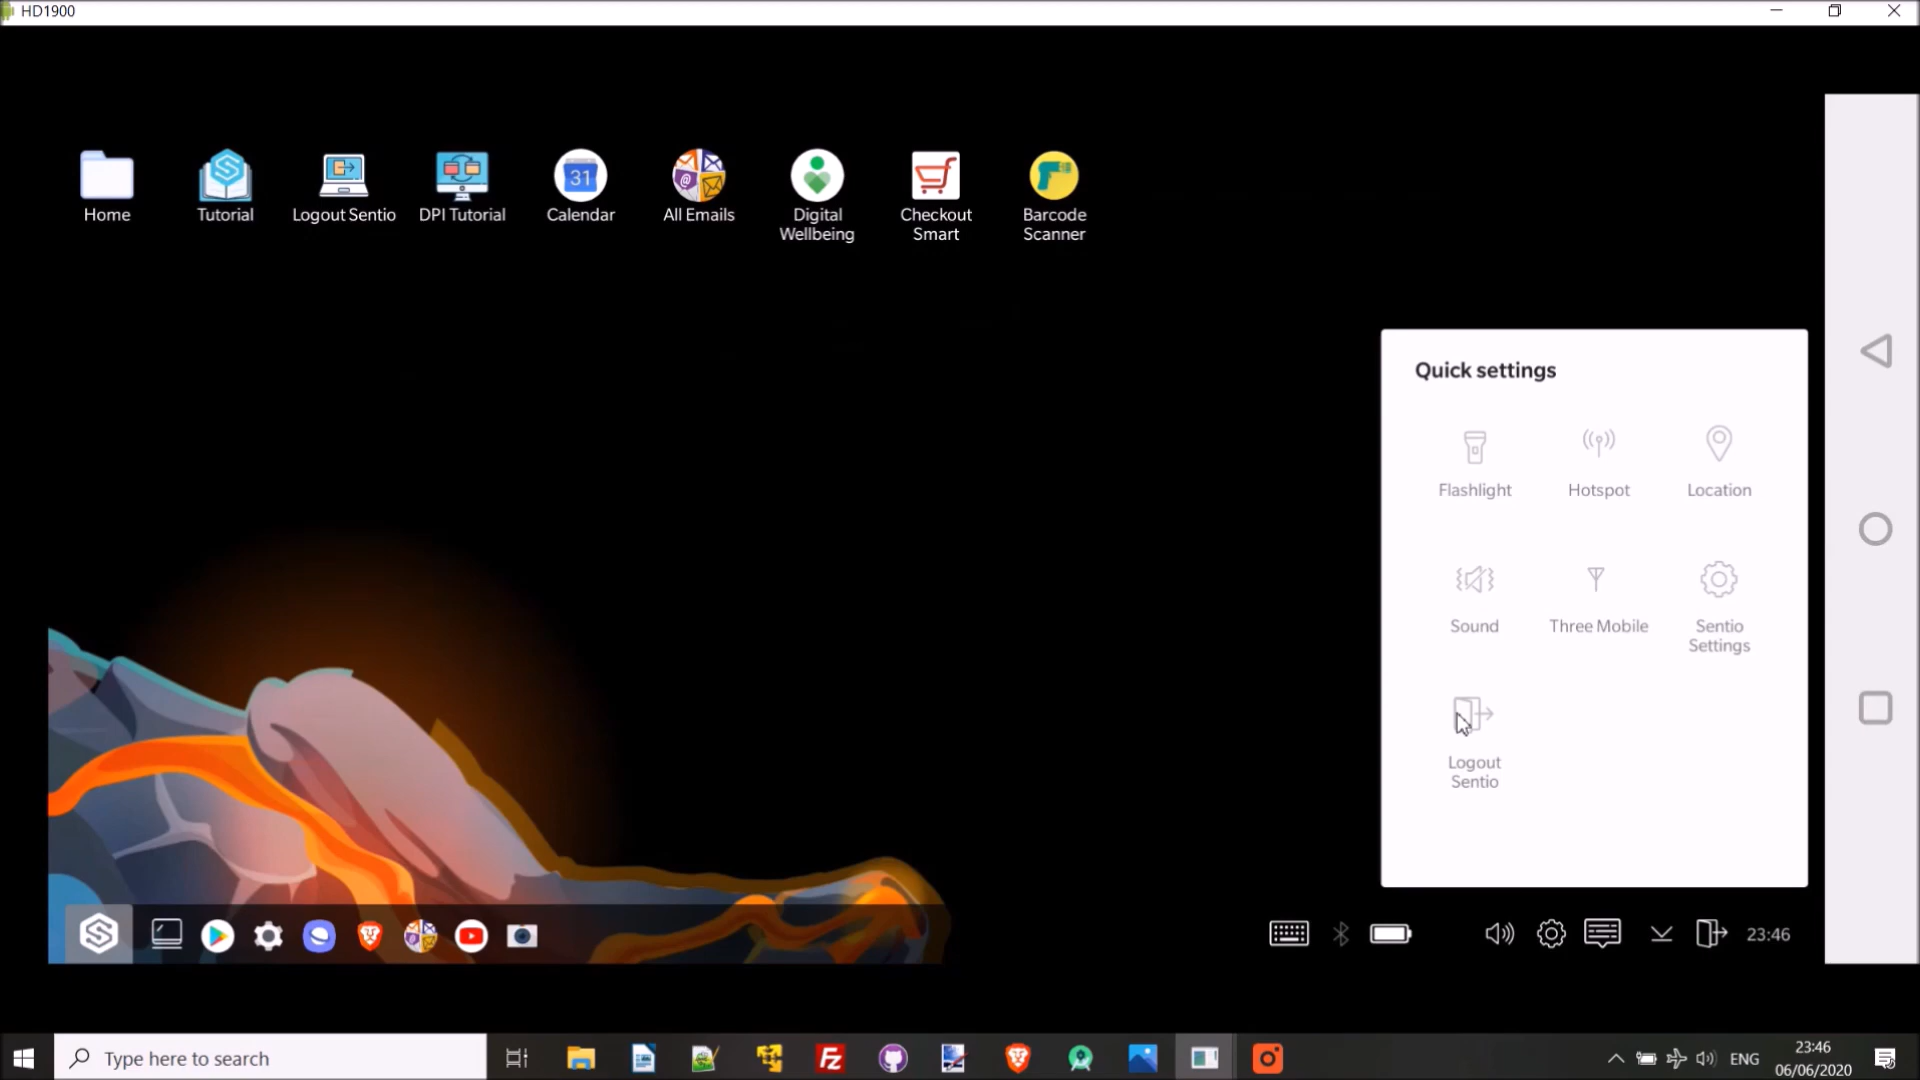 HD1900
Home
Tutorial
Logout Sentio
DPI Tutorial
31
Calendar
@
All Emails
Digital
Wellbeing
Checkout
Smart
Barcode
Scanner
Quick settings
Flashlight
Hotspot
Location
Sound
Three Mobile
Sentio
Settings
Logout
Sentio
23:46
Type here to search
FZ
ENG
23:46
06/06/2020